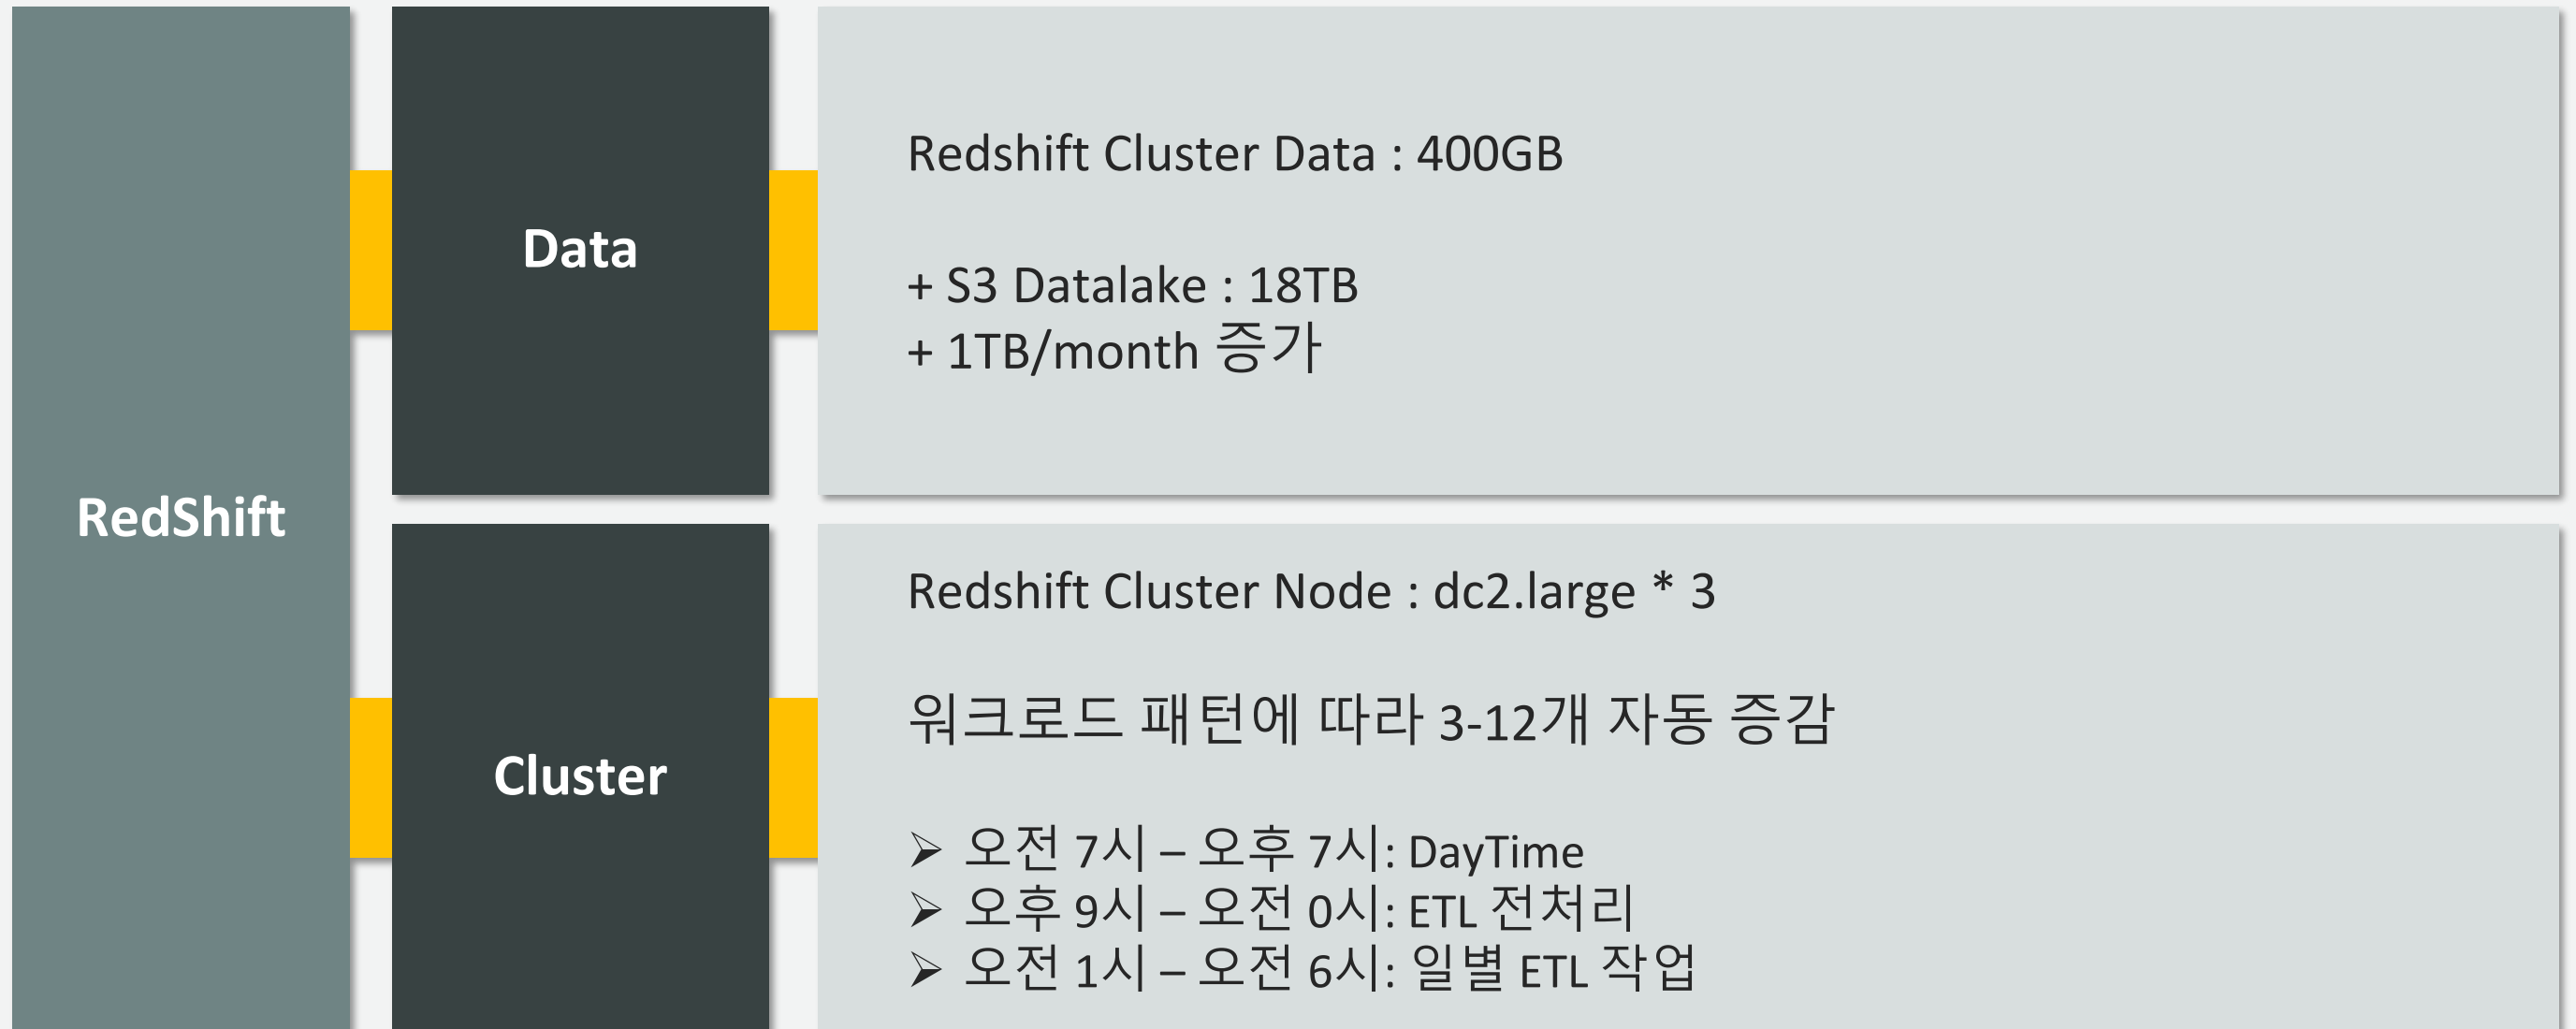 RedShift
Data
Redshift Cluster Data : 400GB
+ S3 Datalake : 18TB
+ 1TB/month 증가
Cluster
Redshift Cluster Node : dc2.large * 3
워크로드 패턴에 따라 3-12개 자동 증감
➢ 오전 7시 – 오후 7시: DayTime
➢ 오후 9시 – 오전 0시: ETL 전처리
➢ 오전 1시 – 오전 6시: 일별 ETL 작업